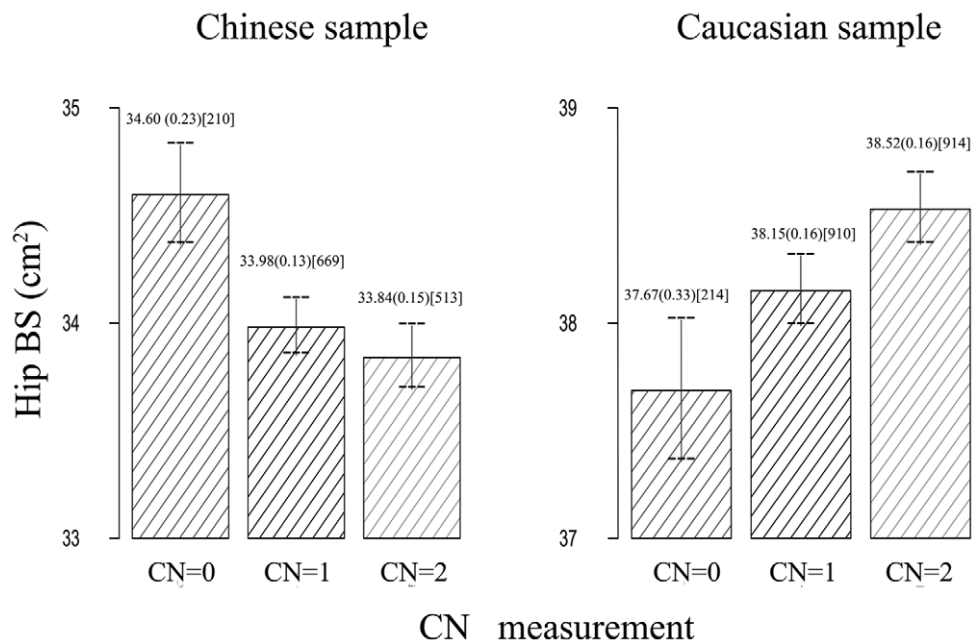 Chinese sample
Caucasian sample
Hip BS (cm²)
35
34
33
34.60 (0.23)[210]
33.98(0.13)[669]
33.84(0.15)[513]
CN=0
CN=1
CN=2
39
38
37
37.67(0.33)[214]
38.15(0.16)[910]
38.52(0.16)[914]
CN=0
CN=1
CN=2
CN measurement